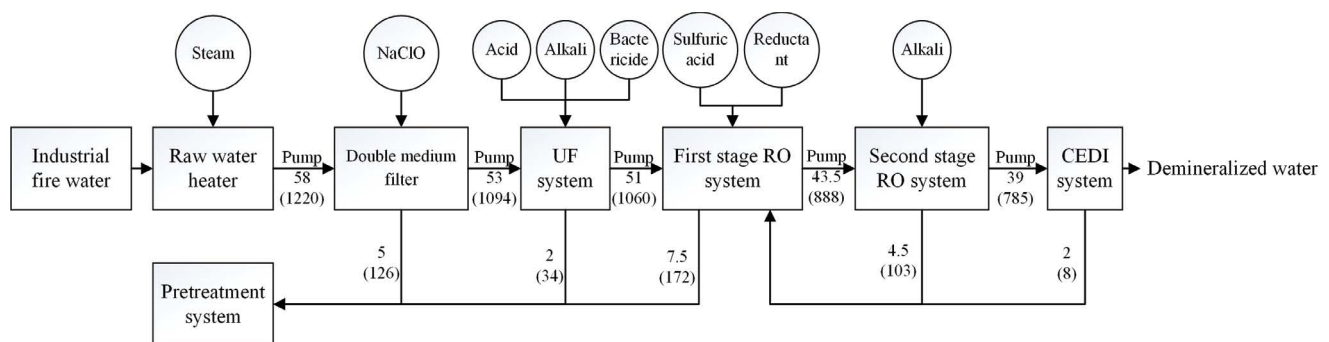 Steam
NaClO
Acid
Alkali
Bacte
ricide
Sulfuric
acid
Reducta
nt
Alkali
Industrial
fire water
Raw water
heater
Pump
58
(1220)
Double medium
filter
Pump
53
(1094)
UF
system
Pump
51
(1060)
First stage RO
system
Pump
43.5
(888)
Second stage
RO system
Pump
39
(785)
CEDI
system
Demineralized water
5
(126)
2
(34)
7.5
(172)
4.5
(103)
2
(8)
Pretreatment
system